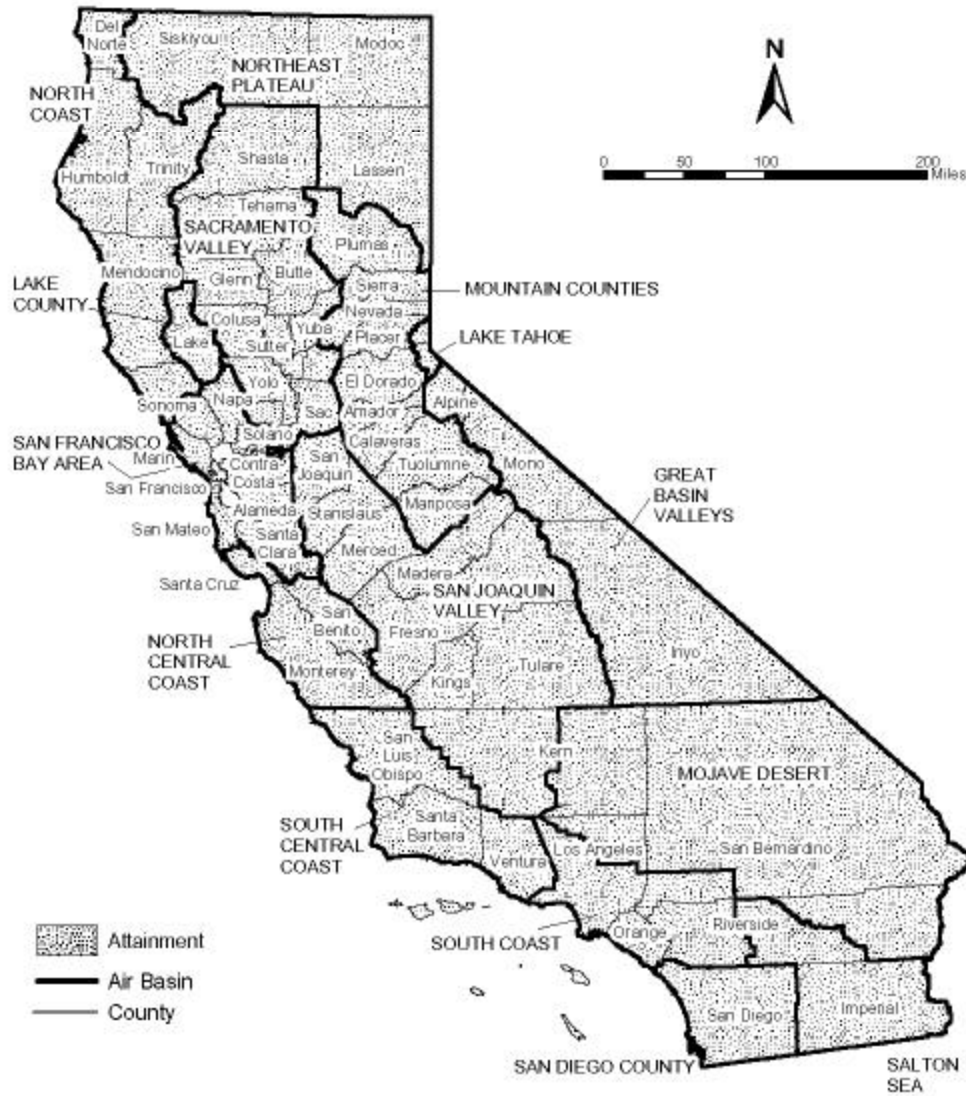 Del
Norte
Siskiyou
Modoc
NORTHEAST
PLATEAU
N
NORTH
COAST
0 50 100 200
Miles
Humboldt
Trinity
Shasta
Lassen
Tehama
SACRAMENTO
VALLEY
Plumas
Mendocino
Glenn
Butte
Sierra
LAKE
COUNTY
MOUNTAIN COUNTIES
Colusa
Nevada
Yuba
Placer
Lake
Sutter
LAKE TAHOE
Yolo
El Dorado
Sonoma
Napa
Sac
Amador
Alpine
Solano
Calaveras
SAN FRANCISCO
BAY AREA
Marin
Contra
Costa
San
Joaquin
Tuolumne
Mono
GREAT
BASIN
VALLEYS
San Francisco
Alameda
Stanislaus
Mariposa
San Mateo
Santa
Clara
Merced
Santa Cruz
Madera
SAN JOAQUIN
VALLEY
San
Benito
Fresno
NORTH
CENTRAL
COAST
Monterey
Kings
Tulare
Inyo
San
Luis
Obispo
Kern
MOJAVE DESERT
SOUTH
CENTRAL
COAST
Santa
Barbara
Ventura
Los Angeles
San Bernardino
SOUTH COAST
Orange
Riverside
Attainment
Air Basin
County
San Diego
Imperial
SAN DIEGO COUNTY
SALTON
SEA